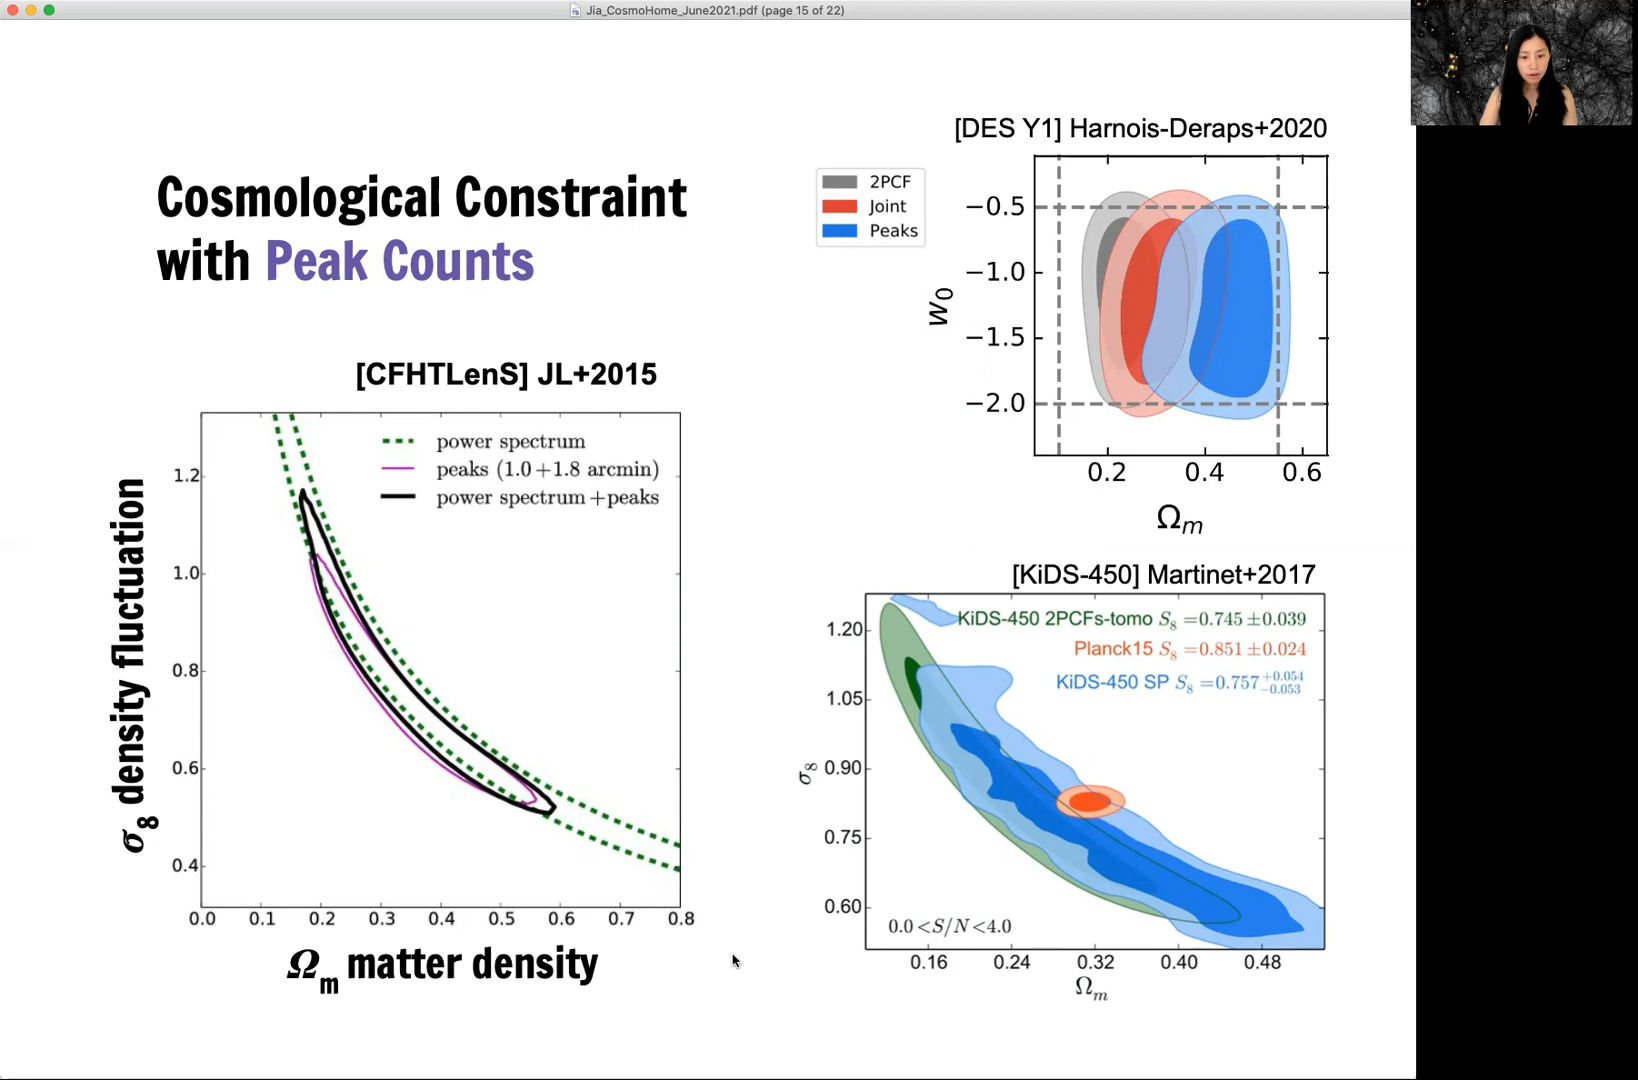 Jia_CosmoHome_June2021.pdf (page 15 of 22)
Cosmological Constraint
with Peak Counts
[CFHTLenS] JL+2015
power spectrum
peaks (1.0+1.8 arcmin)
power spectrum+peaks
1.2
1.0
0.8
0.6
0.4
0.0 0.1 0.2 0.3 0.4 0.5 0.6 0.7 0.8
σ8 density fluctuation
Ωm matter density
[DES Y1] Harnois-Deraps+2020
2PCF
Joint
Peaks
−0.5
−1.0
−1.5
−2.0
w0
0.2 0.4 0.6
Ωm
[KiDS-450] Martinet+2017
KiDS-450 2PCFs-tomo S8 =0.745±0.039
Planck15 S8 =0.851±0.024
KiDS-450 SP S8 =0.757+0.054−0.053
1.20
1.05
0.90
0.75
0.60
σ8
0.0<S/N<4.0
0.16 0.24 0.32 0.40 0.48
Ωm